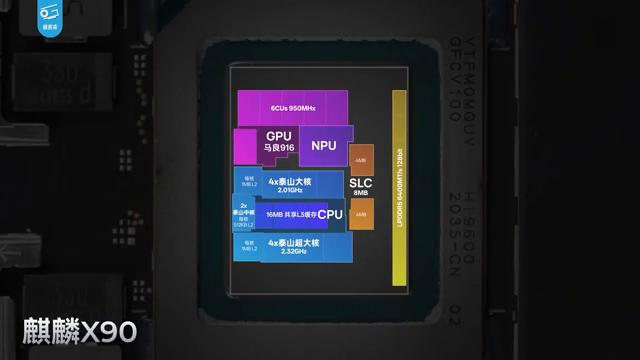 极客湾
330
d
VTFMOMQUV
GFCV100
Hi9600
2035-CN
02
6CUs 950MHz
GPU
马良916
NPU
每核
1MB L2
4x泰山大核
2.01GHz
4MB
SLC
8MB
2x
泰山中核
每核
512KB L2
16MB 共享L3缓存
CPU
4MB
每核
1MB L2
4x泰山超大核
2.32GHz
LPDDR5 6400MT/s 128bit
麒麟X90